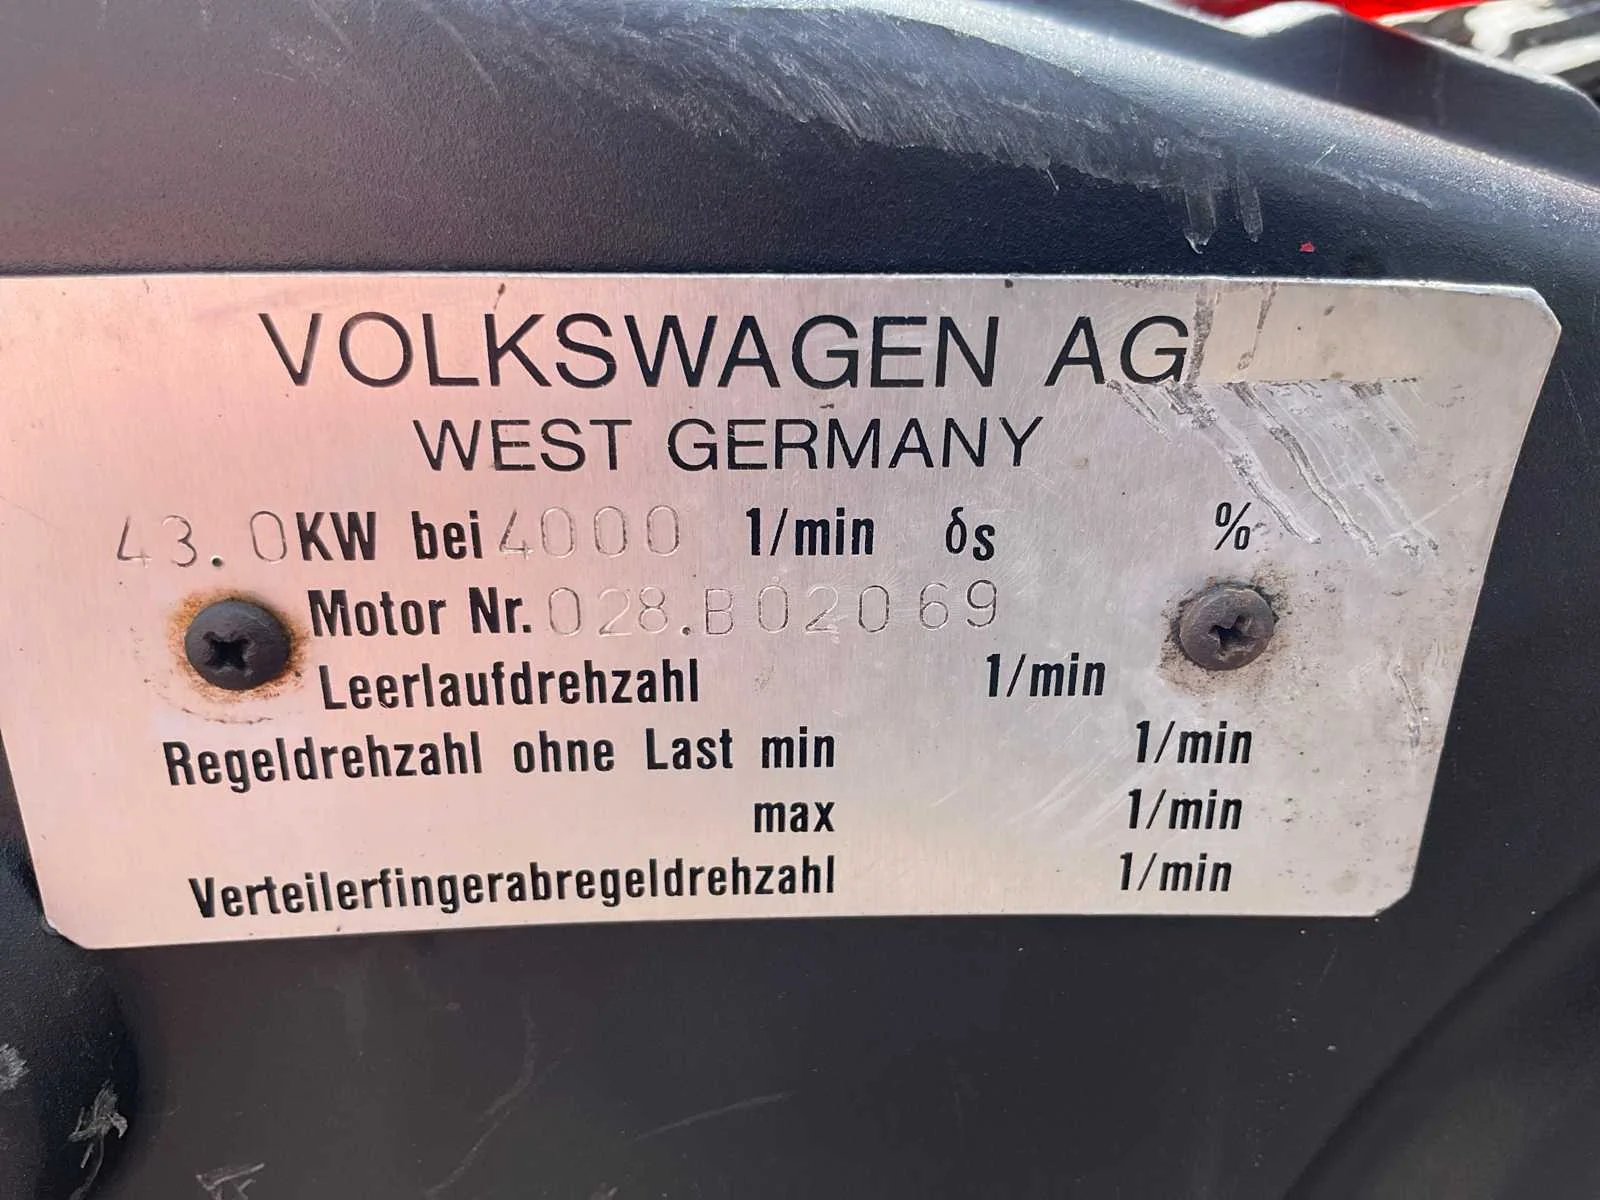 VOLKSWAGEN AG
WEST GERMANY
43.0KW bei 4000 1/min δs %
Motor Nr. 028.B02069
Leerlaufdrehzahl 1/min
Regeldrehzahl ohne Last min 1/min
max 1/min
Verteilerfingerabregeldrehzahl 1/min